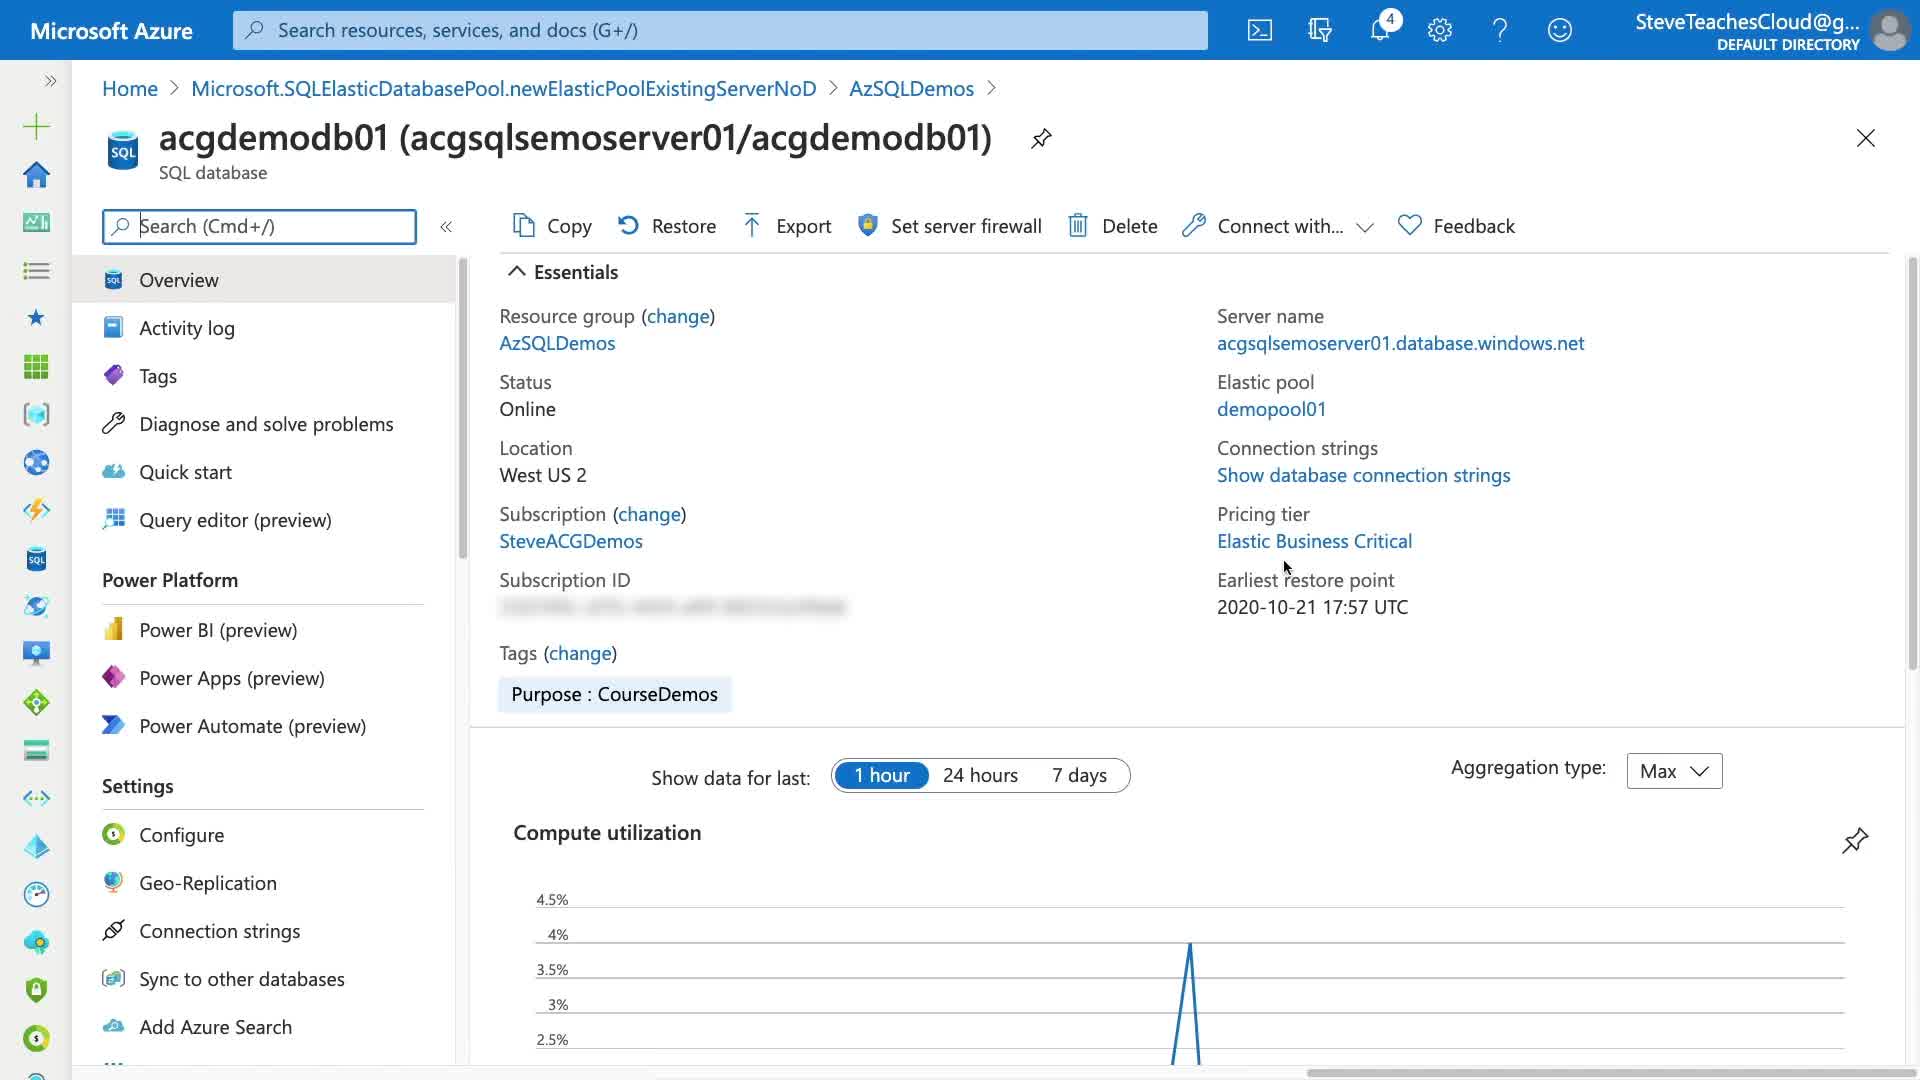 Microsoft Azure
Search resources, services, and docs (G+/)
4
SteveTeachesCloud@g...
DEFAULT DIRECTORY
Home > Microsoft.SQLElasticDatabasePool.newElasticPoolExistingServerNoD > AzSQLDemos >
SQL
acgdemodb01 (acgsqlsemoserver01/acgdemodb01)
SQL database
Search (Cmd+/)
«
Copy
Restore
Export
Set server firewall
Delete
Connect with...
Feedback
Overview
Activity log
Tags
Diagnose and solve problems
Quick start
Query editor (preview)
Power Platform
Power BI (preview)
Power Apps (preview)
Power Automate (preview)
Settings
Configure
Geo-Replication
Connection strings
Sync to other databases
Add Azure Search
Essentials
Resource group (change)
AzSQLDemos
Status
Online
Location
West US 2
Subscription (change)
SteveACGDemos
Subscription ID
Tags (change)
Purpose : CourseDemos
Server name
acgsqlsemoserver01.database.windows.net
Elastic pool
demopool01
Connection strings
Show database connection strings
Pricing tier
Elastic Business Critical
Earliest restore point
2020-10-21 17:57 UTC
Show data for last:
1 hour
24 hours
7 days
Aggregation type:
Max
Compute utilization
4.5%
4%
3.5%
3%
2.5%